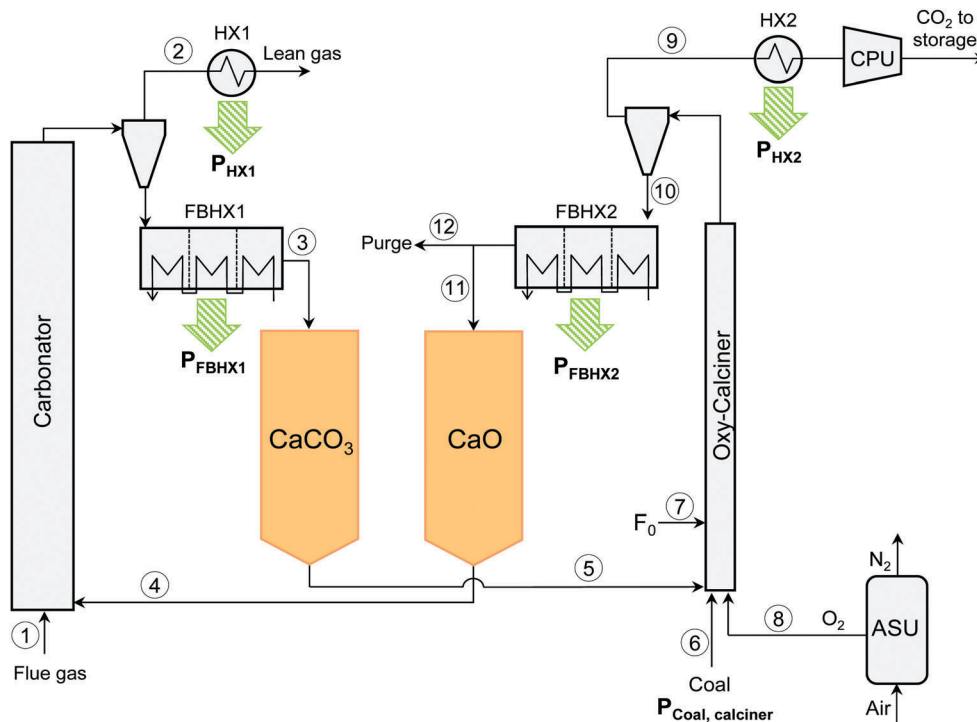 HX1
②
Lean gas
P_HX1
FBHX1
③
P_FBHX1
Carbonator
CaCO₃
④
①
Flue gas
HX2
⑨
CPU
CO₂ to
storage
P_HX2
⑩
FBHX2
⑫
Purge
⑪
P_FBHX2
CaO
Oxy-Calciner
⑦
F₀
⑤
⑥
Coal
P_Coal, calciner
⑧
O₂
N₂
ASU
Air